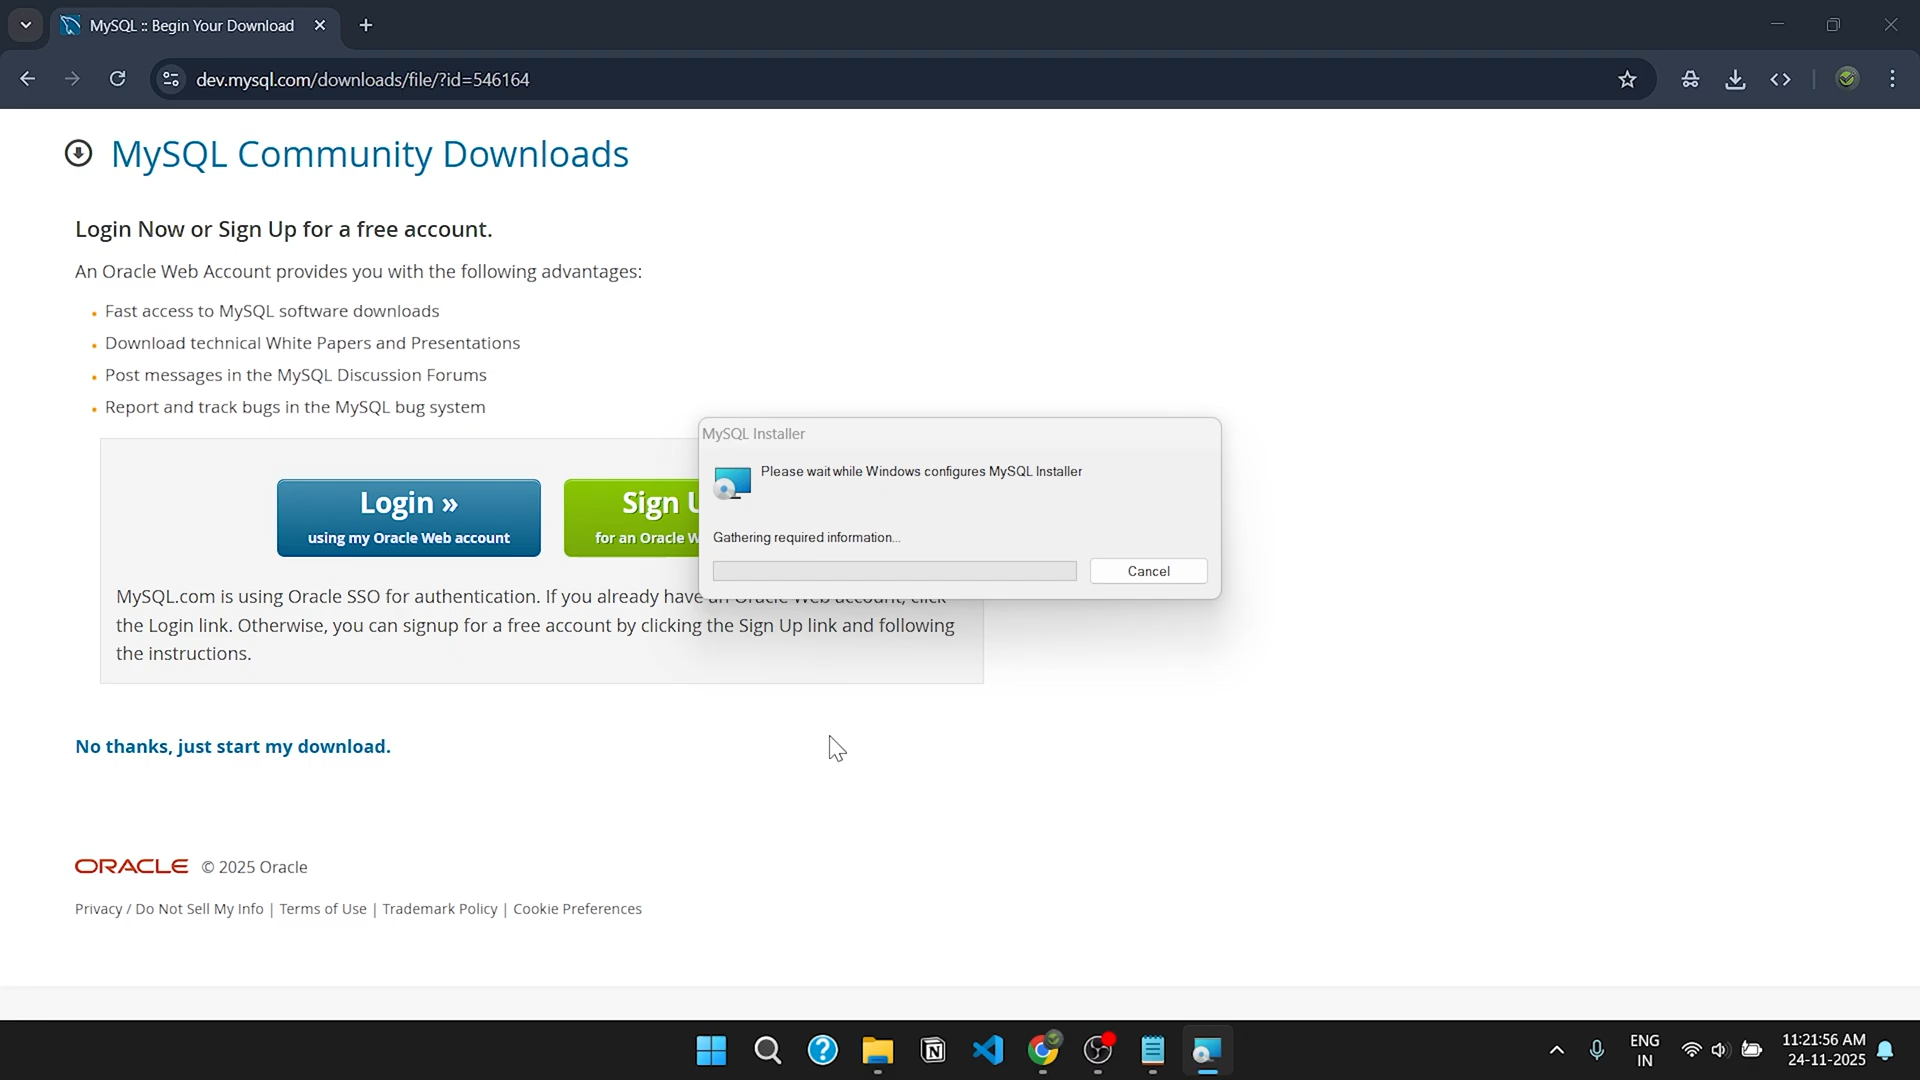 MySQL :: Begin Your Download
dev.mysql.com/downloads/file/?id=546164
MySQL Community Downloads
Login Now or Sign Up for a free account.
An Oracle Web Account provides you with the following advantages:
Fast access to MySQL software downloads
Download technical White Papers and Presentations
Post messages in the MySQL Discussion Forums
Report and track bugs in the MySQL bug system
Login »
using my Oracle Web account
Sign
for an Oracle
MySQL Installer
Please wait while Windows configures MySQL Installer
Gathering required information...
Cancel
MySQL.com is using Oracle SSO for authentication. If you already have an Oracle Web account, click
the Login link. Otherwise, you can signup for a free account by clicking the Sign Up link and following
the instructions.
No thanks, just start my download.
ORACLE © 2025 Oracle
Privacy / Do Not Sell My Info | Terms of Use | Trademark Policy | Cookie Preferences
ENG
IN
11:21:56 AM
24-11-2025